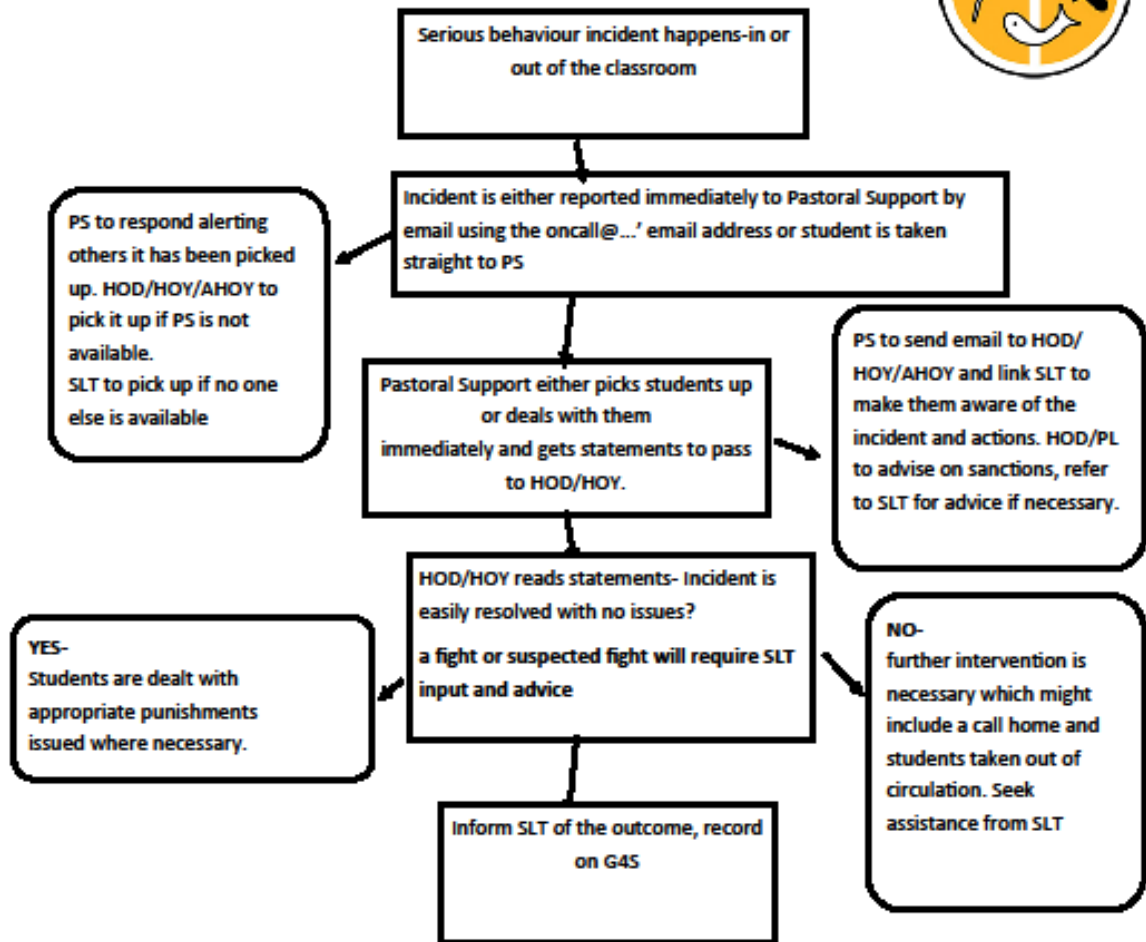 Serious behaviour incident happens-in or
out of the classroom
Incident is either reported immediately to Pastoral Support by
email using the oncall@...' email address or student is taken
straight to PS
PS to respond alerting
others it has been picked
up. HOD/HOY/AHOY to
pick it up if PS is not
available.
SLT to pick up if no one
else is available
Pastoral Support either picks students up
or deals with them
immediately and gets statements to pass
to HOD/HOY.
PS to send email to HOD/
HOY/AHOY and link SLT to
make them aware of the
incident and actions. HOD/PL
to advise on sanctions, refer
to SLT for advice if necessary.
HOD/HOY reads statements- Incident is
easily resolved with no issues?
a fight or suspected fight will require SLT
input and advice
YES-
Students are dealt with
appropriate punishments
issued where necessary.
NO-
further intervention is
necessary which might
include a call home and
students taken out of
circulation. Seek
assistance from SLT
Inform SLT of the outcome, record
on G4S